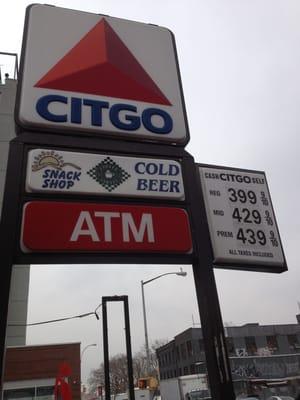 CITGO
SNACK
SHOP
COLD
BEER
ATM
CASH CITGO SELF
REG 399 9/10
MID 429 9/10
PREM 439 9/10
ALL TAXES INCLUDED